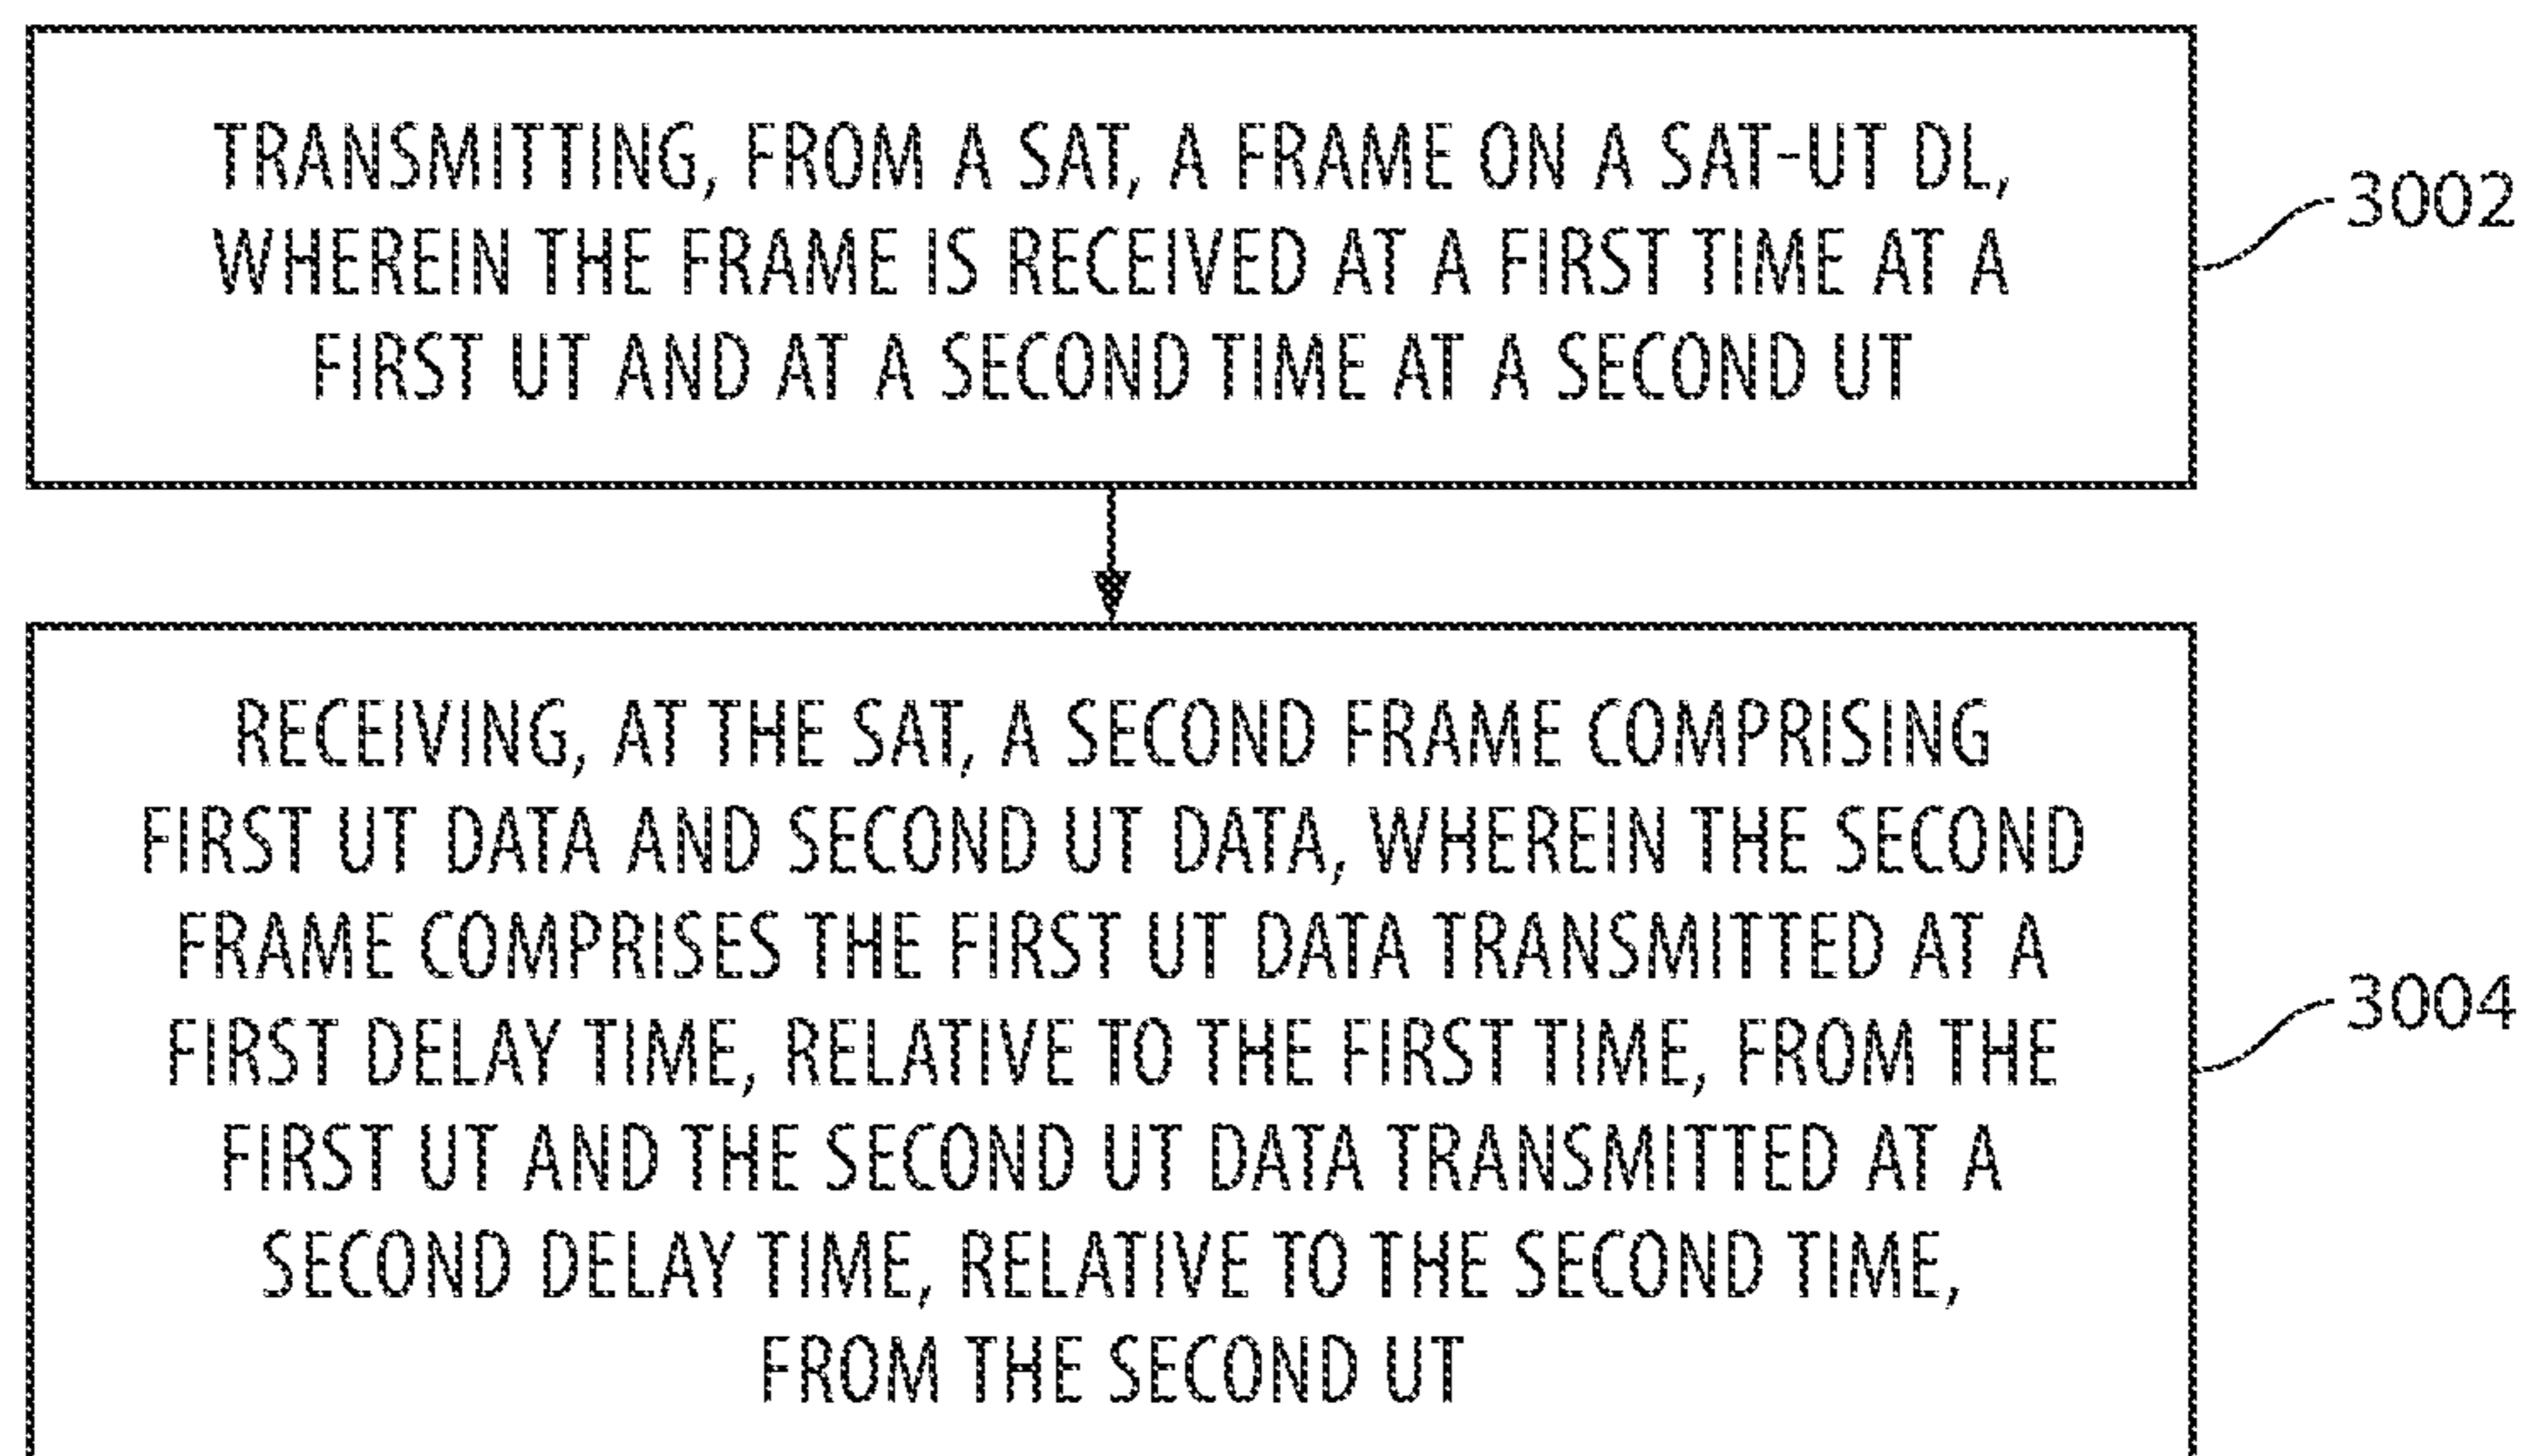 TRANSMITTING, FROM A SAT, A FRAME ON A SAT-UT DL,
WHEREIN THE FRAME IS RECEIVED AT A FIRST TIME AT A
FIRST UT AND AT A SECOND TIME AT A SECOND UT
3002
RECEIVING, AT THE SAT, A SECOND FRAME COMPRISING
FIRST UT DATA AND SECOND UT DATA, WHEREIN THE SECOND
FRAME COMPRISES THE FIRST UT DATA TRANSMITTED AT A
FIRST DELAY TIME, RELATIVE TO THE FIRST TIME, FROM THE
FIRST UT AND THE SECOND UT DATA TRANSMITTED AT A
SECOND DELAY TIME, RELATIVE TO THE SECOND TIME,
FROM THE SECOND UT
3004